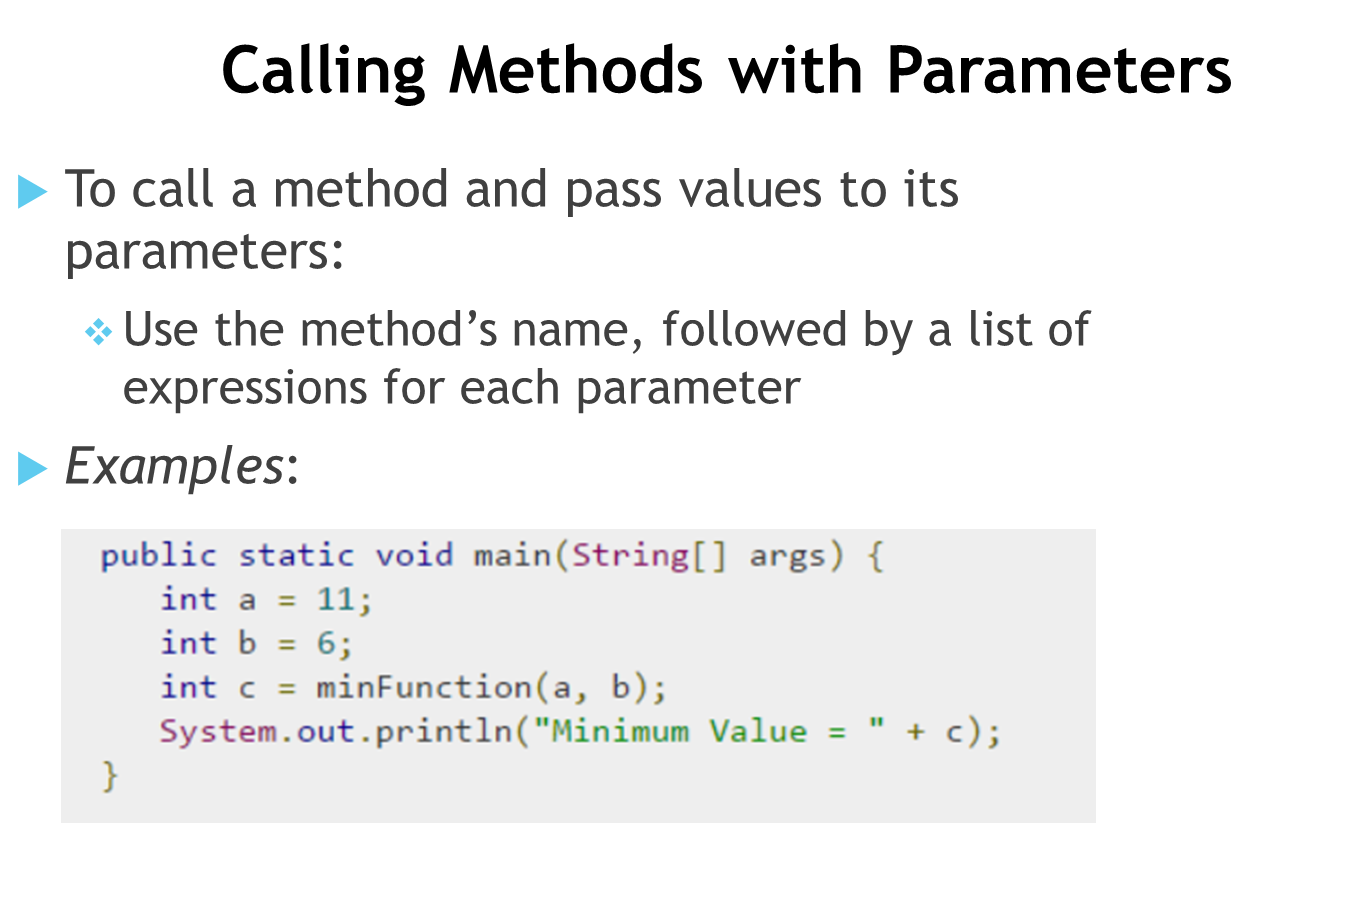 Calling Methods with Parameters
To call a method and pass values to its
parameters:
Use the method’s name, followed by a list of
expressions for each parameter
Examples:
public static void main(String[] args) {
int a = 11;
int b = 6;
int c = minFunction(a, b);
System.out.println("Minimum Value = " + c);
}